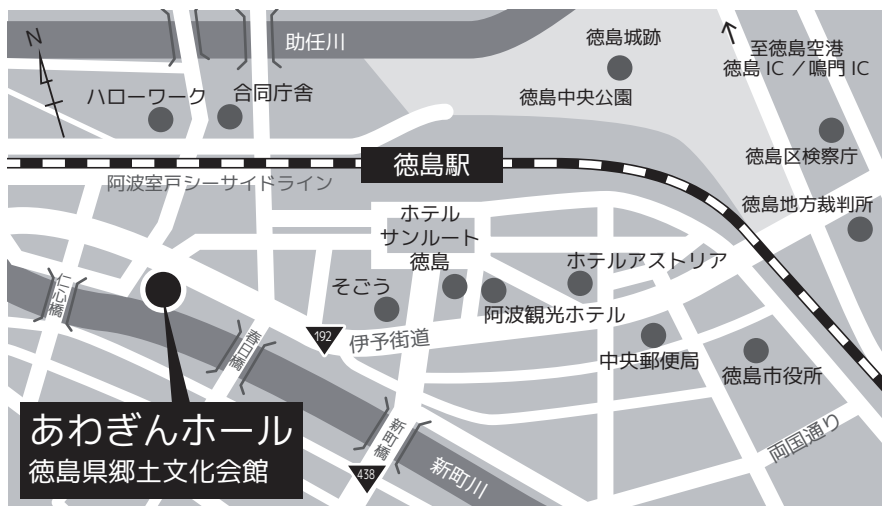 N
助任川
徳島城跡
至徳島空港
徳島 IC ／鳴門 IC
ハローワーク
合同庁舎
徳島中央公園
徳島区検察庁
徳島駅
阿波室戸シーサイドライン
徳島地方裁判所
ホテル
サンルート
徳島
ホテルアストリア
そごう
阿波観光ホテル
仁心橋
春日橋
192
伊予街道
中央郵便局
徳島市役所
あわぎんホール
徳島県郷土文化会館
新町橋
438
新町川
両国通り